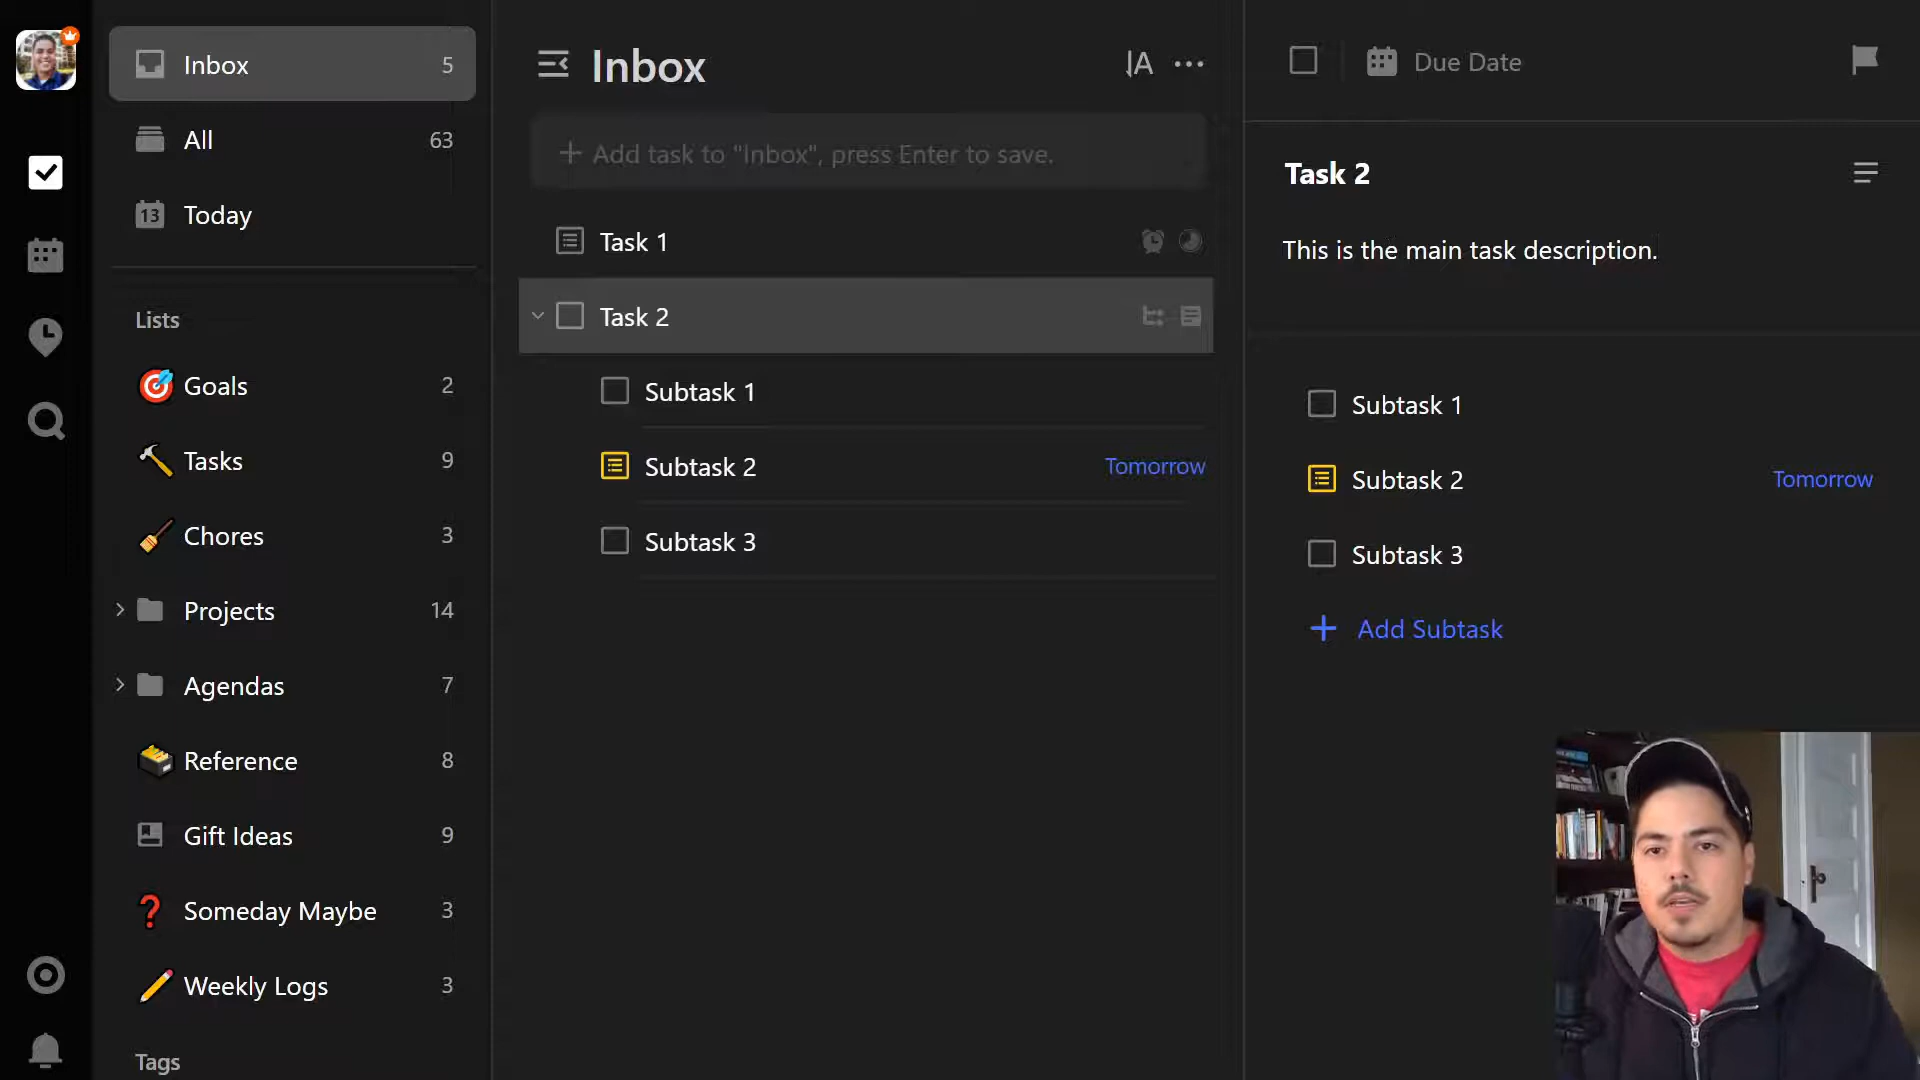 Inbox 5
All 63
13 Today
Lists
Goals 2
Tasks 9
Chores 3
Projects 14
Agendas 7
Reference 8
Gift Ideas 9
Someday Maybe 3
Weekly Logs 3
Tags
Inbox
A
Add task to "Inbox", press Enter to save.
Task 1
Task 2
Subtask 1
Subtask 2 Tomorrow
Subtask 3
Due Date
Task 2
This is the main task description.
Subtask 1
Subtask 2 Tomorrow
Subtask 3
Add Subtask